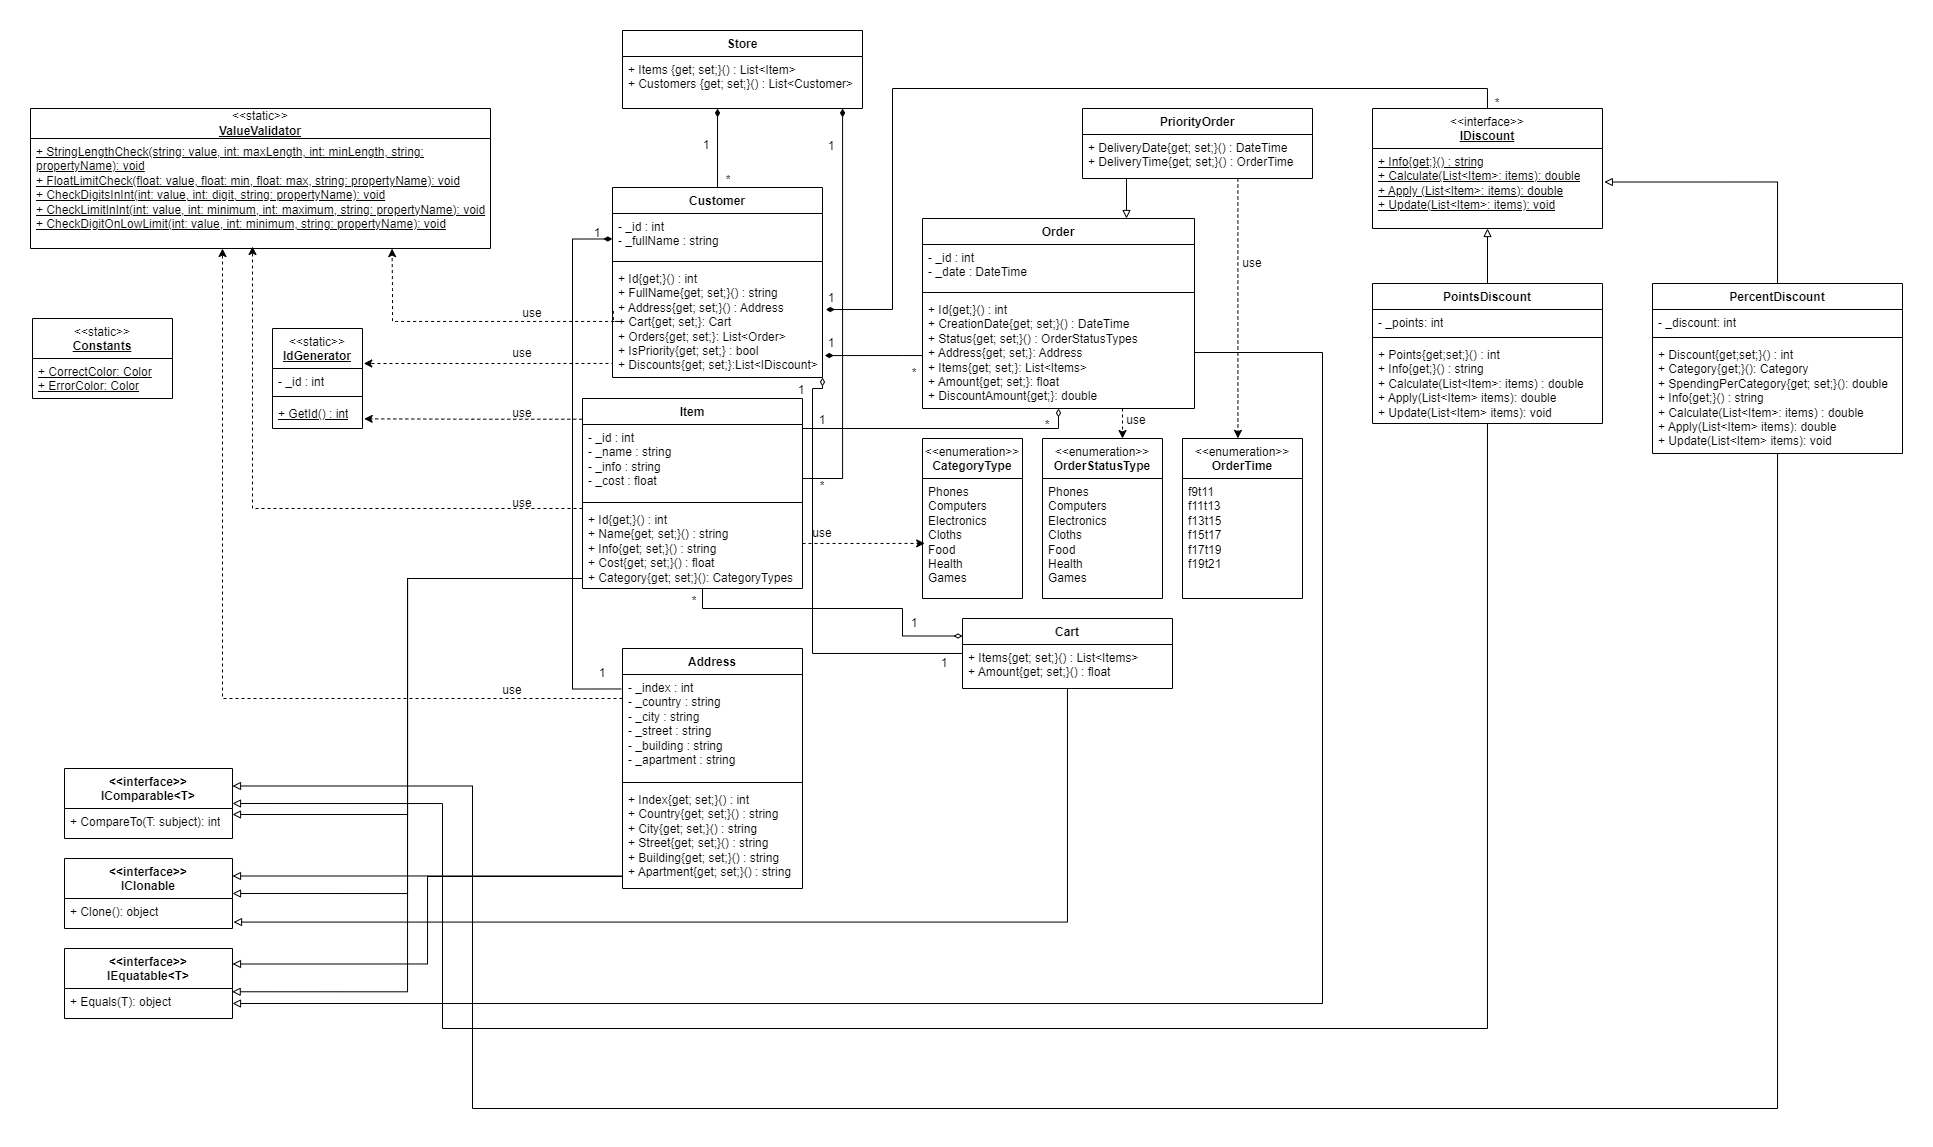 Store
+ Items {get; set;}() : List<Item>
+ Customers {get; set;}() : List<Customer>
<<static>>
ValueValidator
+ StringLengthCheck(string: value, int: maxLength, int: minLength, string:
propertyName): void
+ FloatLimitCheck(float: value, float: min, float: max, string: propertyName): void
+ CheckDigitsInInt(int: value, int: digit, string: propertyName): void
+ CheckLimitInInt(int: value, int: minimum, int: maximum, string: propertyName): void
+ CheckDigitOnLowLimit(int: value, int: minimum, string: propertyName): void
1
*
1
*
PriorityOrder
+ DeliveryDate{get; set;}() : DateTime
+ DeliveryTime{get; set;}() : OrderTime
*
<<interface>>
IDiscount
+ Info{get;}() : string
+ Calculate(List<Item>: items): double
+ Apply (List<Item>: items): double
+ Update(List<Item>: items): void
Customer
- _id : int
- _fullName : string
+ Id{get;}() : int
+ FullName{get; set;}() : string
+ Address{get; set;}() : Address
+ Cart{get; set;}: Cart
+ Orders{get; set;}: List<Order>
+ IsPriority{get; set;} : bool
+ Discounts{get; set;}:List<IDiscount>
1
1
1
*
1
use
use
use
Order
- _id : int
- _date : DateTime
+ Id{get;}() : int
+ CreationDate{get; set;}() : DateTime
+ Status{get; set;}() : OrderStatusTypes
+ Address{get; set;}: Address
+ Items{get; set;}: List<Items>
+ Amount{get; set;}: float
+ DiscountAmount{get;}: double
use
PointsDiscount
- _points: int
+ Points{get;set;}() : int
+ Info{get;}() : string
+ Calculate(List<Item>: items) : double
+ Apply(List<Item> items): double
+ Update(List<Item> items): void
PercentDiscount
- _discount: int
+ Discount{get;set;}() : int
+ Category{get;}(): Category
+ SpendingPerCategory{get; set;}(): double
+ Info{get;}() : string
+ Calculate(List<Item>: items) : double
+ Apply(List<Item> items): double
+ Update(List<Item> items): void
<<static>>
Constants
+ CorrectColor: Color
+ ErrorColor: Color
<<static>>
IdGenerator
- _id : int
+ GetId() : int
Item
- _id : int
- _name : string
- _info : string
- _cost : float
+ Id{get;}() : int
+ Name{get; set;}() : string
+ Info{get; set;}() : string
+ Cost{get; set;}() : float
+ Category{get; set;}(): CategoryTypes
1
*
use
use
use
<<enumeration>>
CategoryType
Phones
Computers
Electronics
Cloths
Food
Health
Games
<<enumeration>>
OrderStatusType
Phones
Computers
Electronics
Cloths
Food
Health
Games
<<enumeration>>
OrderTime
f9t11
f11t13
f13t15
f15t17
f17t19
f19t21
*
1
1
Cart
+ Items{get; set;}() : List<Items>
+ Amount{get; set;}() : float
1
use
Address
- _index : int
- _country : string
- _city : string
- _street : string
- _building : string
- _apartment : string
+ Index{get; set;}() : int
+ Country{get; set;}() : string
+ City{get; set;}() : string
+ Street{get; set;}() : string
+ Building{get; set;}() : string
+ Apartment{get; set;}() : string
<<interface>>
IComparable<T>
+ CompareTo(T: subject): int
<<interface>>
IClonable
+ Clone(): object
<<interface>>
IEquatable<T>
+ Equals(T): object